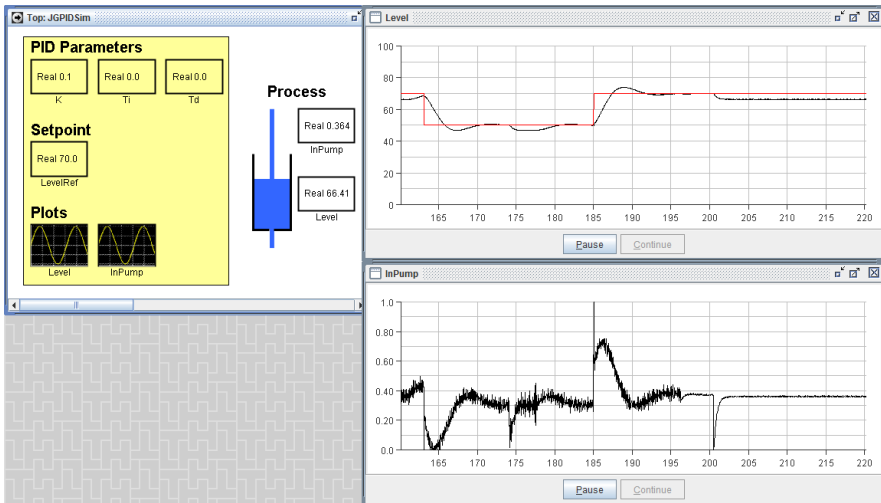 Top: JGPIDSim
PID Parameters
Real 0.1
Real 0.0
Real 0.0
K
Ti
Td
Setpoint
Real 70.0
LevelRef
Plots
Level
InPump
Process
Real 0.364
InPump
Real 66.41
Level
Level
100
80
60
40
20
0
165 170 175 180 185 190 195 200 205 210 215 220
Pause
Continue
InPump
1.0
0.80
0.60
0.40
0.20
0.0
165 170 175 180 185 190 195 200 205 210 215 220
Pause
Continue